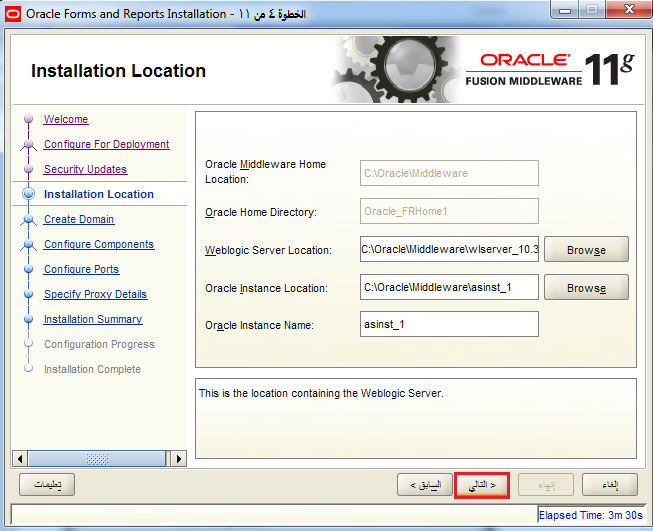 Oracle Forms and Reports Installation - الخطوة ٤ من ١١
Installation Location
ORACLE
FUSION MIDDLEWARE
11g
Welcome
Configure For Deployment
Security Updates
Installation Location
Create Domain
Configure Components
Configure Ports
Specify Proxy Details
Installation Summary
Configuration Progress
Installation Complete
Oracle Middleware Home
Location:
C:\Oracle\Middleware
Oracle Home Directory:
Oracle_FRHome1
Weblogic Server Location:
C:\Oracle\Middleware\wlserver_10.3
Browse
Oracle Instance Location:
C:\Oracle\Middleware\asinst_1
Browse
Oracle Instance Name:
asinst_1
This is the location containing the Weblogic Server.
تعليمات
السابق >
< التالي
إنهاء
إلغاء
Elapsed Time: 3m 30s